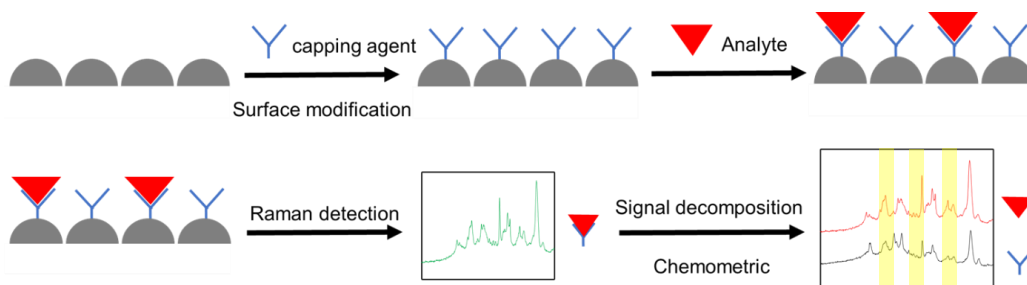 capping agent
Surface modification
Analyte
Raman detection
Signal decomposition
Chemometric